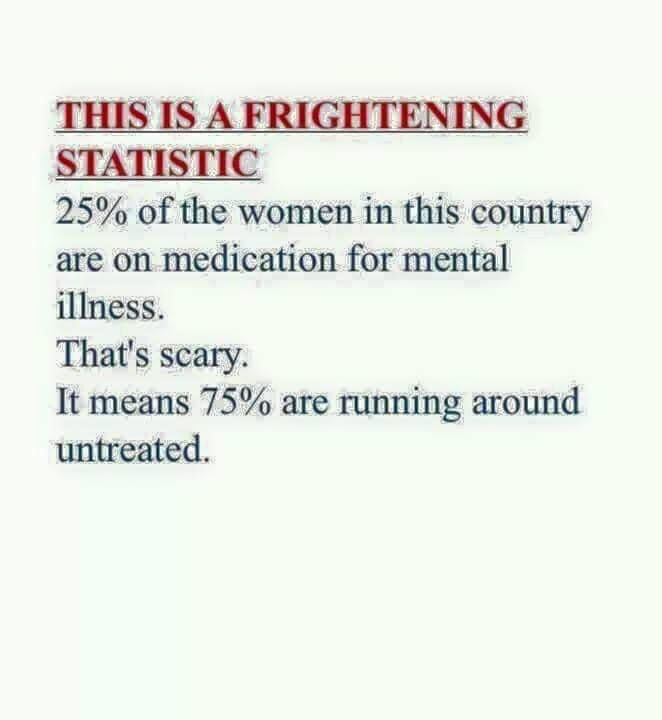 THIS IS A FRIGHTENING
STATISTIC
25% of the women in this country
are on medication for mental
illness.
That's scary.
It means 75% are running around
untreated.